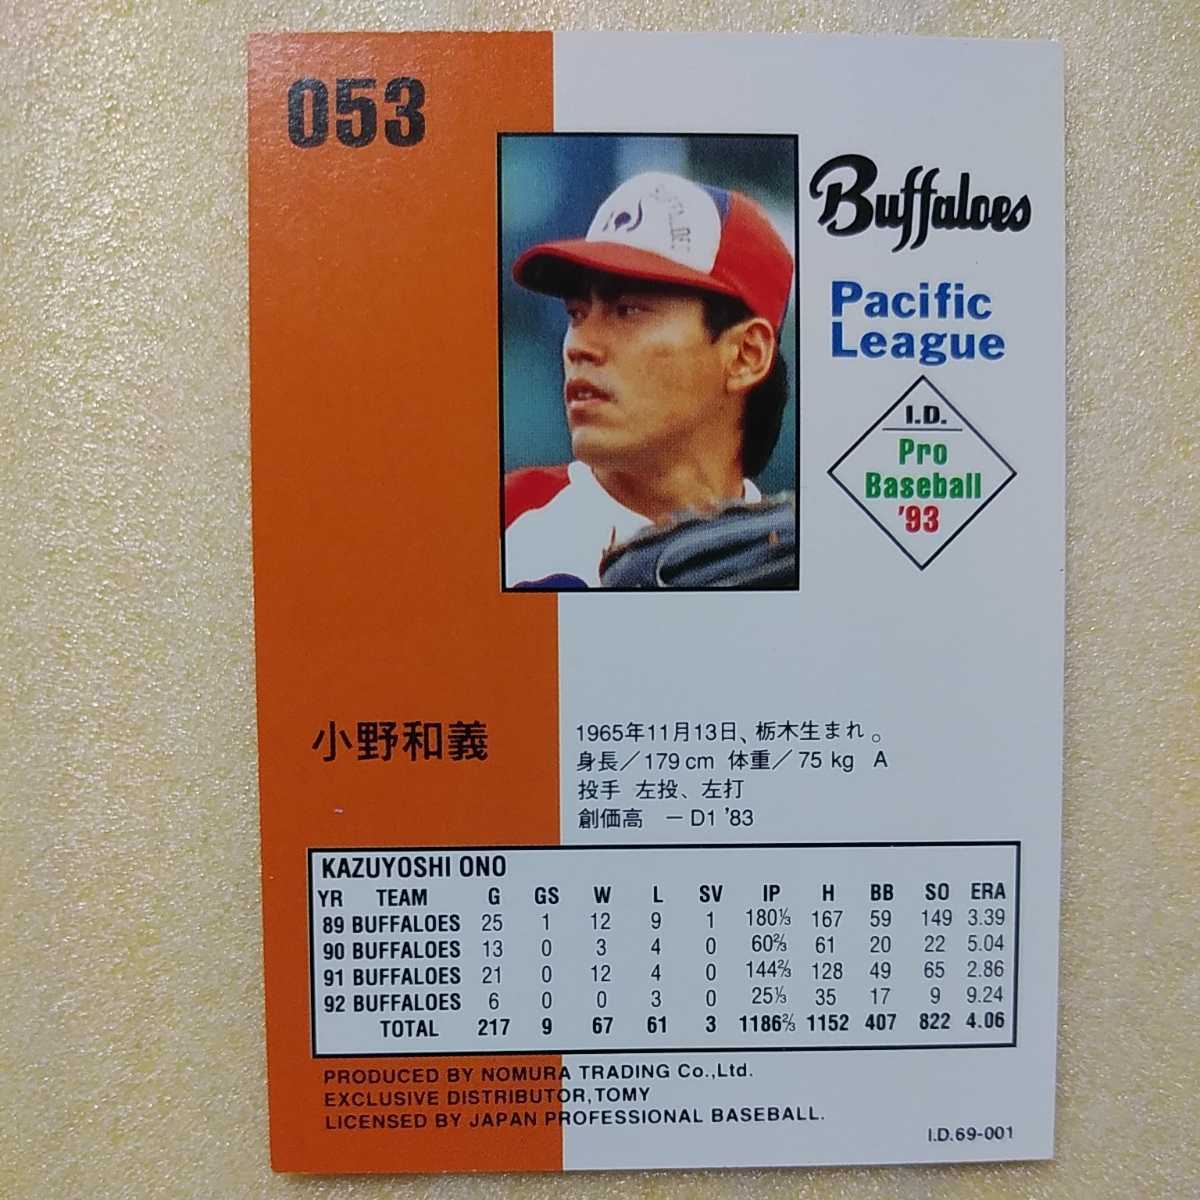 053
BUFFALOES
Buffaloes
Pacific
League
I.D.
Pro
Baseball
'93
小野和義
1965年11月13日、栃木生まれ。
身長／179cm 体重／75kg A
投手 左投、左打
創価高 － D1 '83
KAZUYOSHI ONO
YR TEAM G GS W L SV IP H BB SO ERA
89 BUFFALOES 25 1 12 9 1 180⅓ 167 59 149 3.39
90 BUFFALOES 13 0 3 4 0 60⅔ 61 20 22 5.04
91 BUFFALOES 21 0 12 4 0 144⅔ 128 49 65 2.86
92 BUFFALOES 6 0 0 3 0 25⅓ 35 17 9 9.24
TOTAL 217 9 67 61 3 1186⅔ 1152 407 822 4.06
PRODUCED BY NOMURA TRADING Co.,Ltd.
EXCLUSIVE DISTRIBUTOR,TOMY
LICENSED BY JAPAN PROFESSIONAL BASEBALL.
I.D.69-001